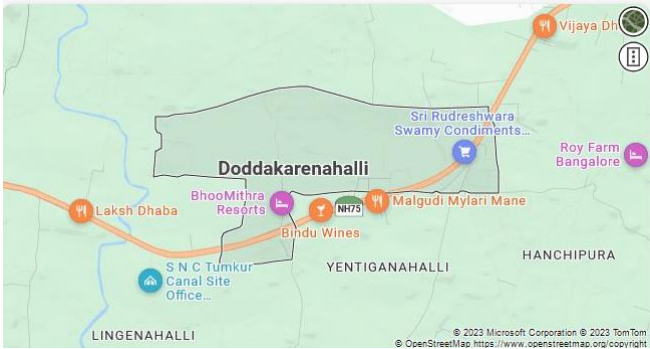 Vijaya Dh
Sri Rudreshwara
Swamy Condiments...
Roy Farm
Bangalore
Doddakarenahalli
BhooMithra
Resorts
Laksh Dhaba
NH75
Malgudi Mylari Mane
Bindu Wines
HANCHIPURA
YENTIGANAHALLI
S N C Tumkur
Canal Site
Office...
LINGENAHALLI
© 2023 Microsoft Corporation © 2023 TomTom
© OpenStreetMap https://www.openstreetmap.org/copyright